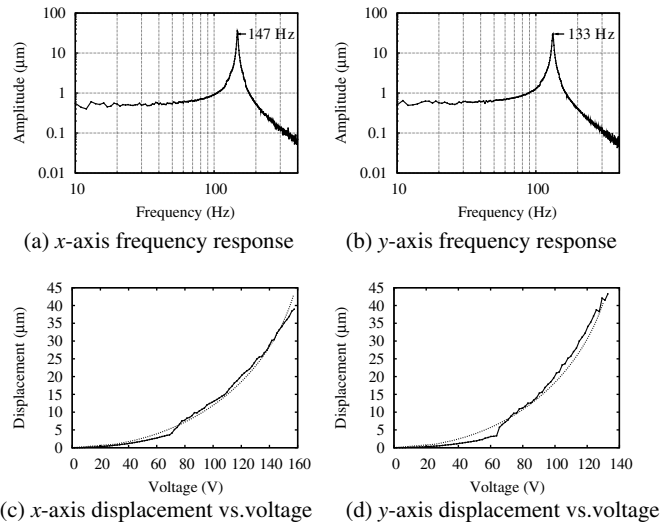 100
10
1
0.1
0.01
Amplitude (μm)
147 Hz
10 100
Frequency (Hz)
(a) x-axis frequency response
100
10
1
0.1
0.01
Amplitude (μm)
133 Hz
10 100
Frequency (Hz)
(b) y-axis frequency response
45
40
35
30
25
20
15
10
5
0
Displacement (μm)
0 20 40 60 80 100 120 140 160
Voltage (V)
(c) x-axis displacement vs.voltage
45
40
35
30
25
20
15
10
5
0
Displacement (μm)
0 20 40 60 80 100 120 140
Voltage (V)
(d) y-axis displacement vs.voltage